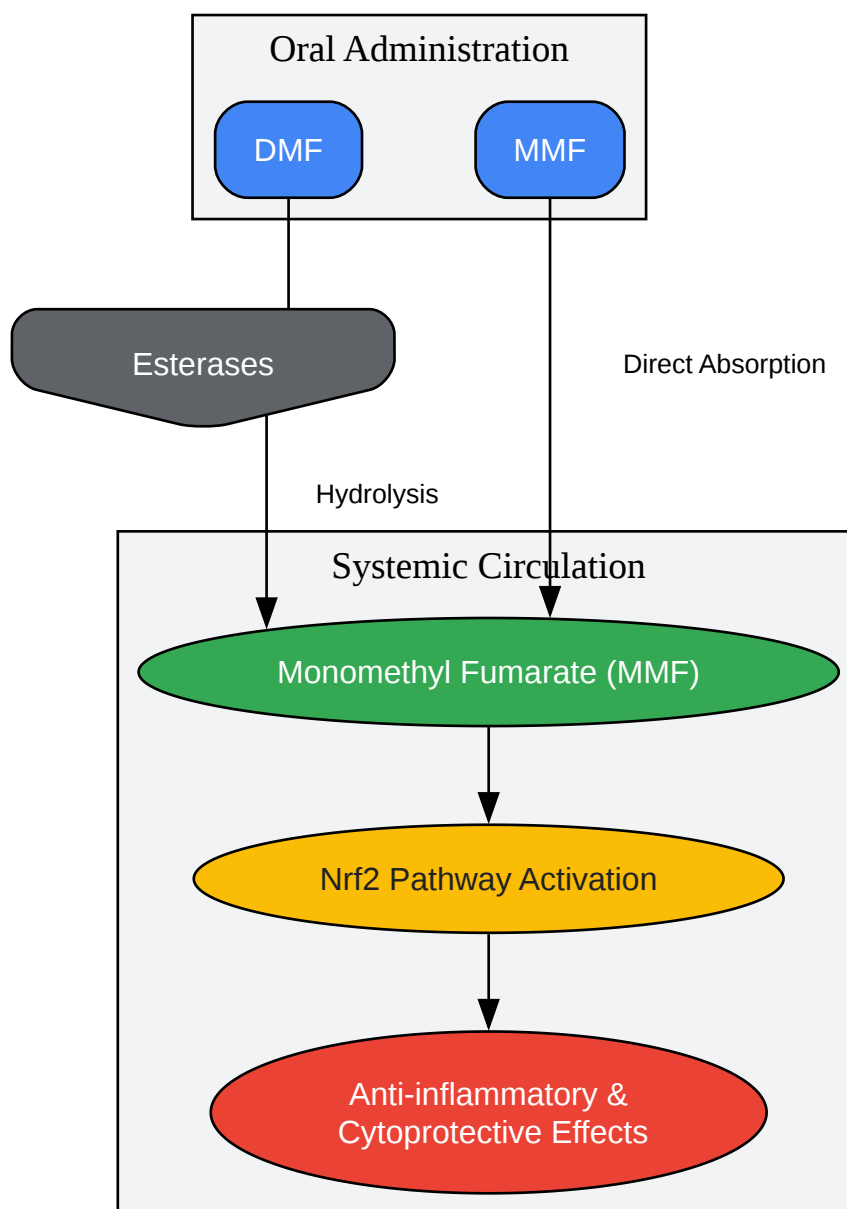 Oral Administration
DMF
MMF
Esterases
Direct Absorption
Hydrolysis
Systemic Circulation
Monomethyl Fumarate (MMF)
Nrf2 Pathway Activation
Anti-inflammatory &
Cytoprotective Effects